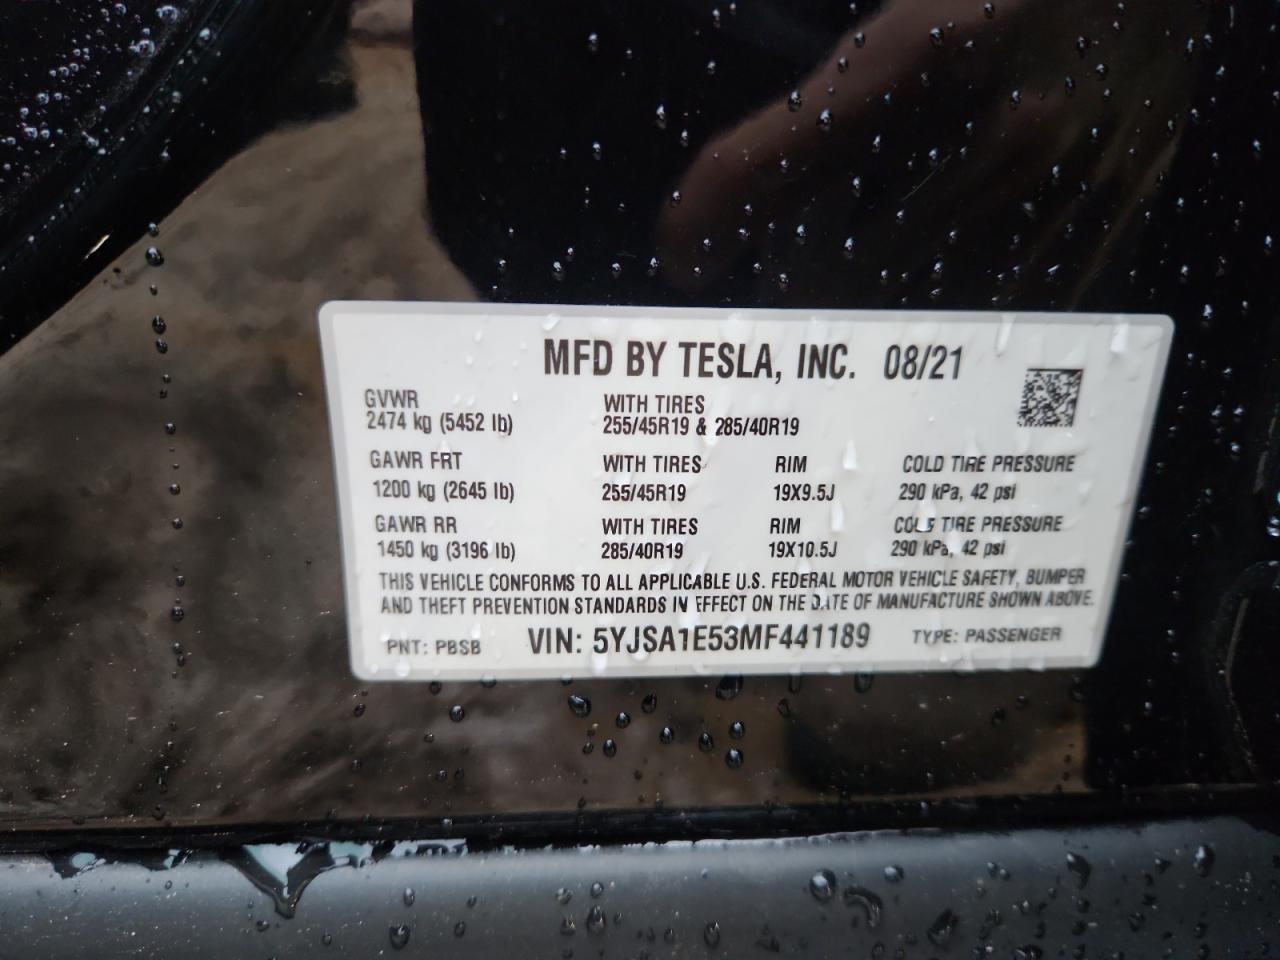 MFD BY TESLA, INC. 08/21
GVWR WITH TIRES
2474 kg (5452 lb) 255/45R19 & 285/40R19
GAWR FRT WITH TIRES RIM COLD TIRE PRESSURE
1200 kg (2645 lb) 255/45R19 19X9.5J 290 kPa, 42 psi
GAWR RR WITH TIRES RIM COLD TIRE PRESSURE
1450 kg (3196 lb) 285/40R19 19X10.5J 290 kPa, 42 psi
THIS VEHICLE CONFORMS TO ALL APPLICABLE U.S. FEDERAL MOTOR VEHICLE SAFETY, BUMPER
AND THEFT PREVENTION STANDARDS IN EFFECT ON THE DATE OF MANUFACTURE SHOWN ABOVE.
PNT: PBSB VIN: 5YJSA1E53MF441189 TYPE: PASSENGER